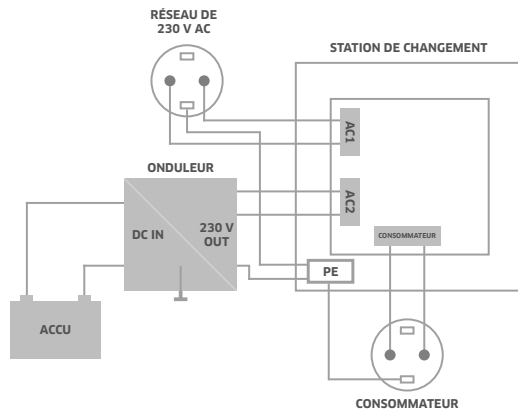 RÉSEAU DE
230 V AC
STATION DE CHANGEMENT
AC1
ONDULEUR
AC2
DC IN
230 V
OUT
CONSOMMATEUR
PE
ACCU
CONSOMMATEUR